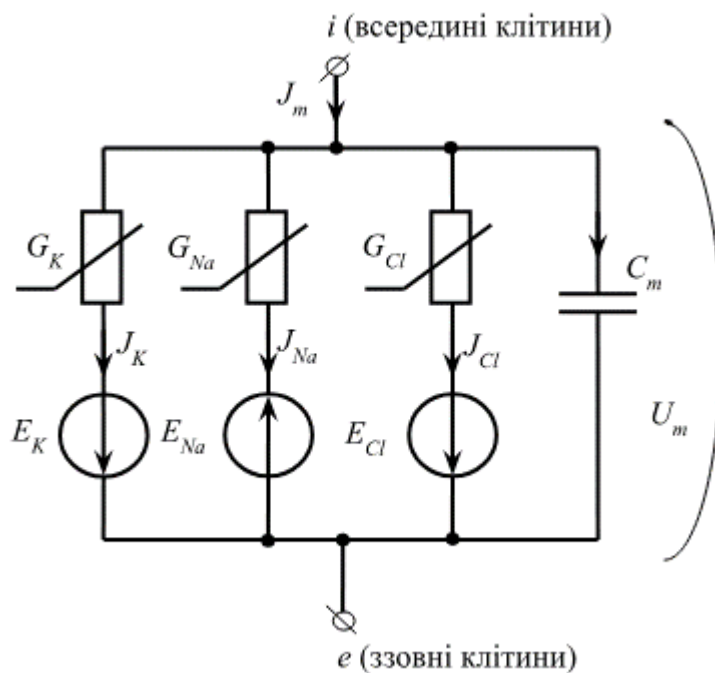 i (всередині клітини)
J_m
G_K
G_Na
G_Cl
C_m
J_K
J_Na
J_Cl
E_K
E_Na
E_Cl
U_m
e (ззовні клітини)